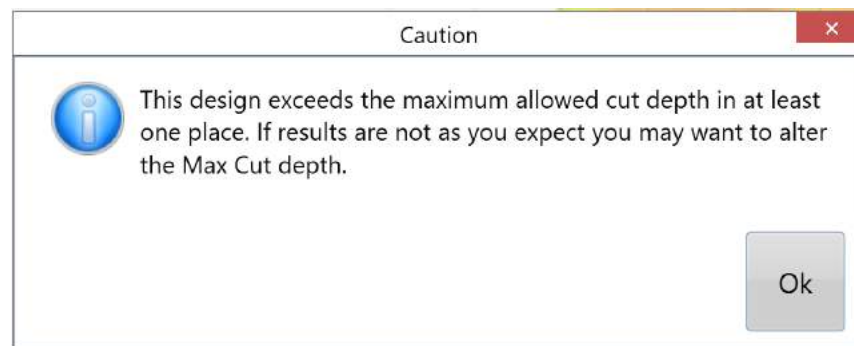 Caution
This design exceeds the maximum allowed cut depth in at least
one place. If results are not as you expect you may want to alter
the Max Cut depth.
Ok